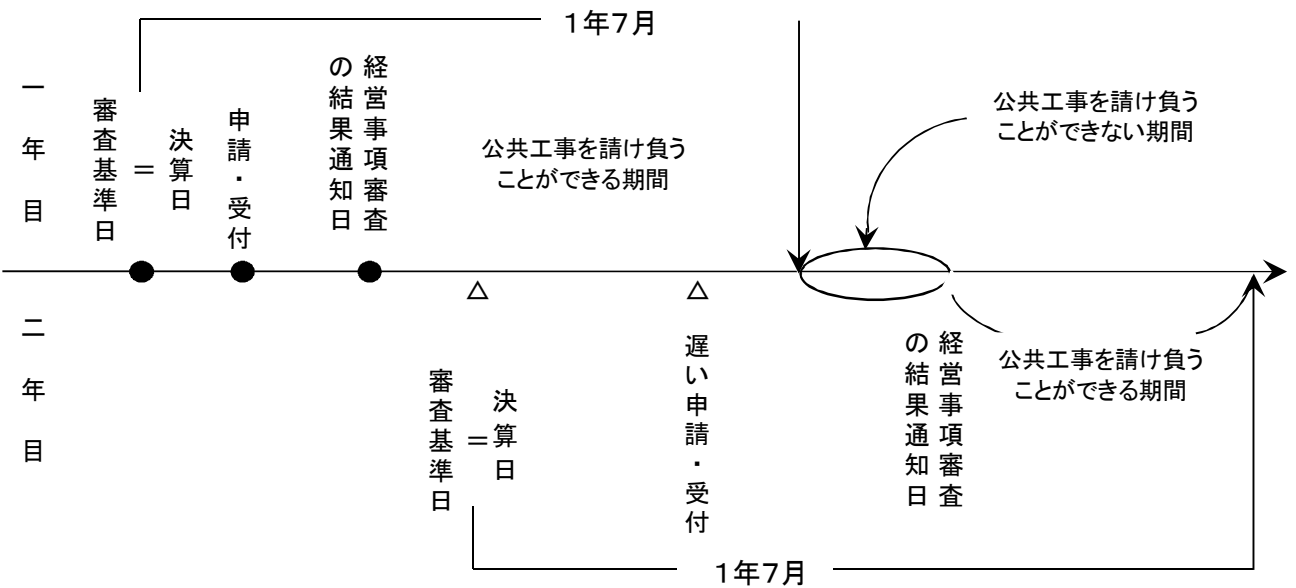 １年７月
一年目
審査基準日
＝
決算日
申請・受付
経営事項審査
の結果通知日
公共工事を請け負う
ことができる期間
公共工事を請け負う
ことができない期間
二年目
審査基準日
＝
決算日
遅い申請・受付
経営事項審査
の結果通知日
公共工事を請け負う
ことができる期間
１年７月